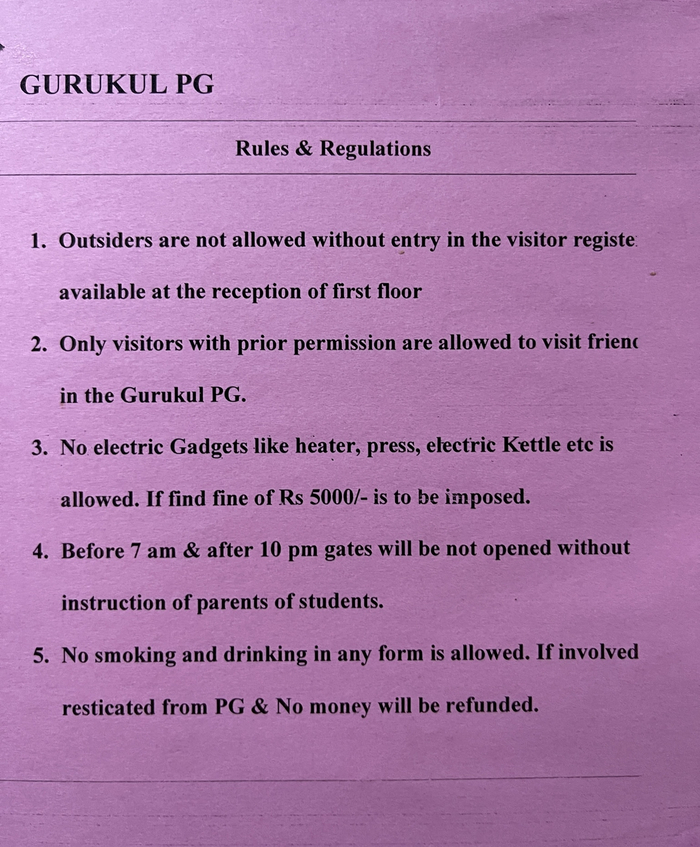 GURUKUL PG
Rules & Regulations
1. Outsiders are not allowed without entry in the visitor registe
available at the reception of first floor
2. Only visitors with prior permission are allowed to visit frien
in the Gurukul PG.
3. No electric Gadgets like heater, press, electric Kettle etc is
allowed. If find fine of Rs 5000/- is to be imposed.
4. Before 7 am & after 10 pm gates will be not opened without
instruction of parents of students.
5. No smoking and drinking in any form is allowed. If involved
resticated from PG & No money will be refunded.